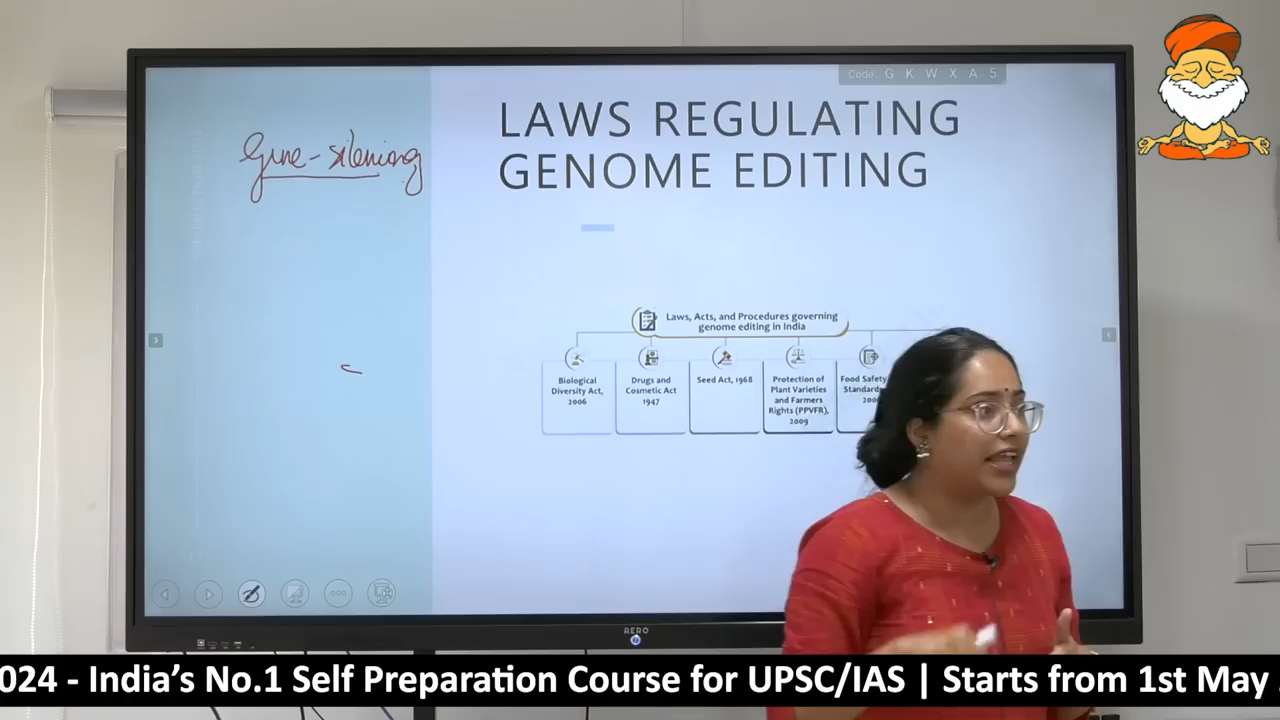 Code: G K W X A 5
LAWS REGULATING
GENOME EDITING
Gene-silening
Laws, Acts, and Procedures governing
genome editing in India
Biological
Diversity Act,
2006
Drugs and
Cosmetic Act
1947
Seed Act, 1968
Protection of
Plant Varieties
and Farmers
Rights (PPVFR),
2009
Food Safety
Standards
AERO
024 - India's No.1 Self Preparation Course for UPSC/IAS | Starts from 1st May